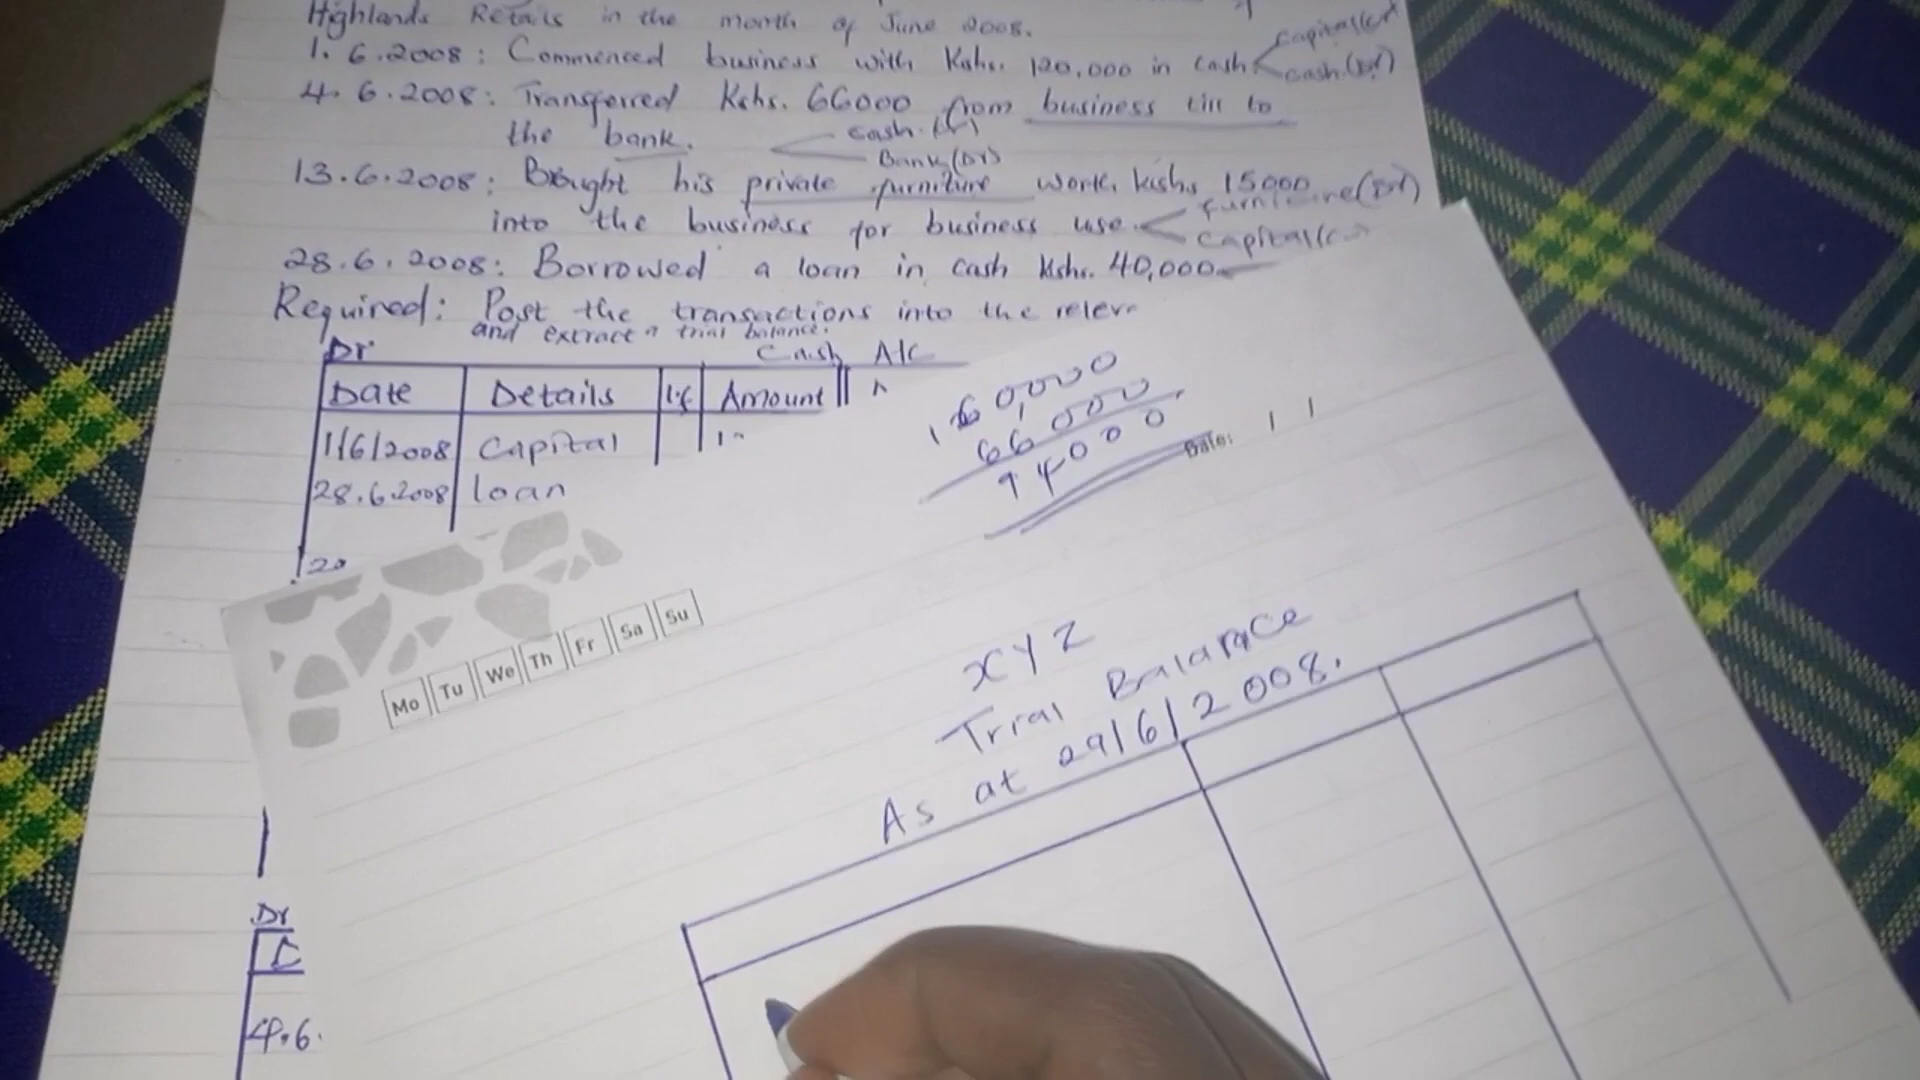 Highlands Retails in the month of June 2008.
1. 6.2008: Commenced business with Kshs. 120,000 in cash
capital(cr)
cash.(Dr)
4. 6.2008: Transferred Kshs. 66000 from business till to
the bank.
cash.(cr)
Bank(Dr)
13.6.2008: Bought his private furniture worth kshs 15000
into the business for business use.
furniture(Dr)
capital(cr)
28.6.2008: Borrowed a loan in cash Kshs. 40,000
Required: Post the transactions into the
and extract a trial balance.
Dr Cash A/C
Date Details l.f Amount
1/6/2008 Capital
28.6.2008 loan
160,000
66000
94000
Date: / /
Mo Tu We Th Fr Sa Su
XYZ
Trial Balance
As at 29/6/2008.
Dr
4.6.